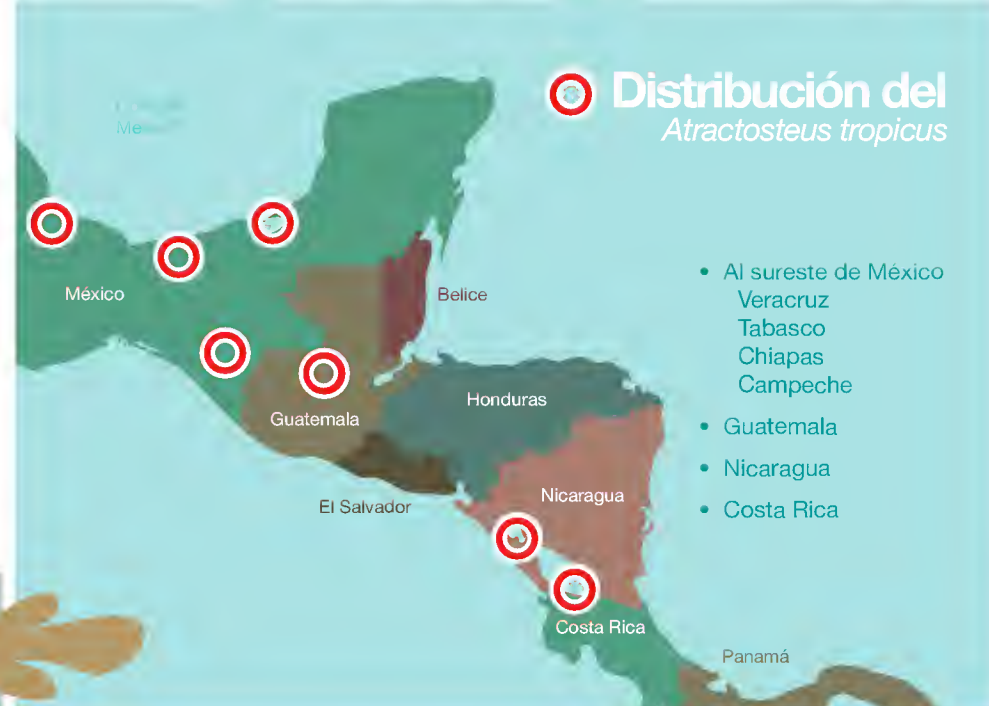 Distribución del
Atractosteus tropicus
México
Belice
Guatemala
Honduras
El Salvador
Nicaragua
Costa Rica
Panamá
• Al sureste de México
Veracruz
Tabasco
Chiapas
Campeche
• Guatemala
• Nicaragua
• Costa Rica